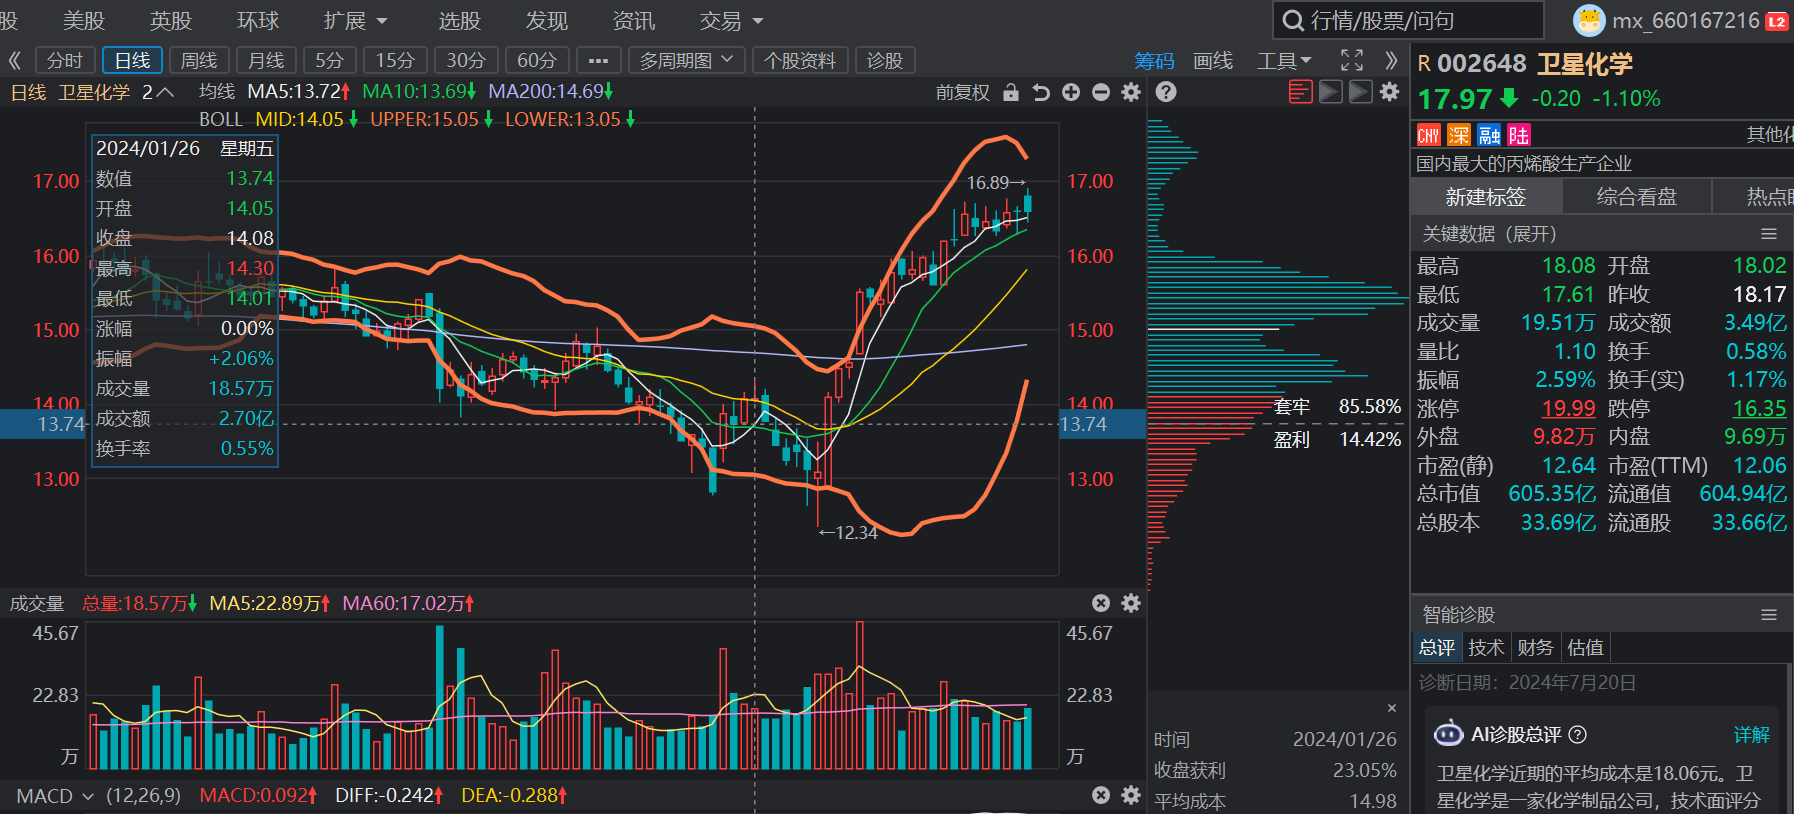 股 美股 英股 环球 扩展 选股 发现 资讯 交易 行情/股票/问句 mx_660167216 L2
分时 日线 周线 月线 5分 15分 30分 60分 ••• 多周期图 个股资料 诊股 筹码 画线 工具
日线 卫星化学 2 均线 MA5:13.72 MA10:13.69 MA200:14.69 前复权
BOLL MID:14.05 UPPER:15.05 LOWER:13.05
2024/01/26 星期五
数值 13.74
开盘 14.05
收盘 14.08
最高 14.30
最低 14.01
涨幅 0.00%
振幅 +2.06%
成交量 18.57万
成交额 2.70亿
换手率 0.55%
17.00
16.00
15.00
14.00
13.74
13.00
16.89→
←12.34
17.00
16.00
15.00
14.00
13.74
13.00
套牢 85.58%
盈利 14.42%
成交量 总量:18.57万 MA5:22.89万 MA60:17.02万
45.67
22.83
万
45.67
22.83
万
MACD (12,26,9) MACD:0.092 DIFF:-0.242 DEA:-0.288
时间 2024/01/26
收盘获利 23.05%
平均成本 14.98
R 002648 卫星化学
17.97 -0.20 -1.10%
CNY 深 融 陆 其他化
国内最大的丙烯酸生产企业
新建标签 综合看盘 热点
关键数据（展开）
最高 18.08 开盘 18.02
最低 17.61 昨收 18.17
成交量 19.51万 成交额 3.49亿
量比 1.10 换手 0.58%
振幅 2.59% 换手(实) 1.17%
涨停 19.99 跌停 16.35
外盘 9.82万 内盘 9.69万
市盈(静) 12.64 市盈(TTM) 12.06
总市值 605.35亿 流通值 604.94亿
总股本 33.69亿 流通股 33.66亿
智能诊股
总评 技术 财务 估值
诊断日期：2024年7月20日
AI诊股总评 详解
卫星化学近期的平均成本是18.06元。卫
星化学是一家化学制品公司，技术面评分